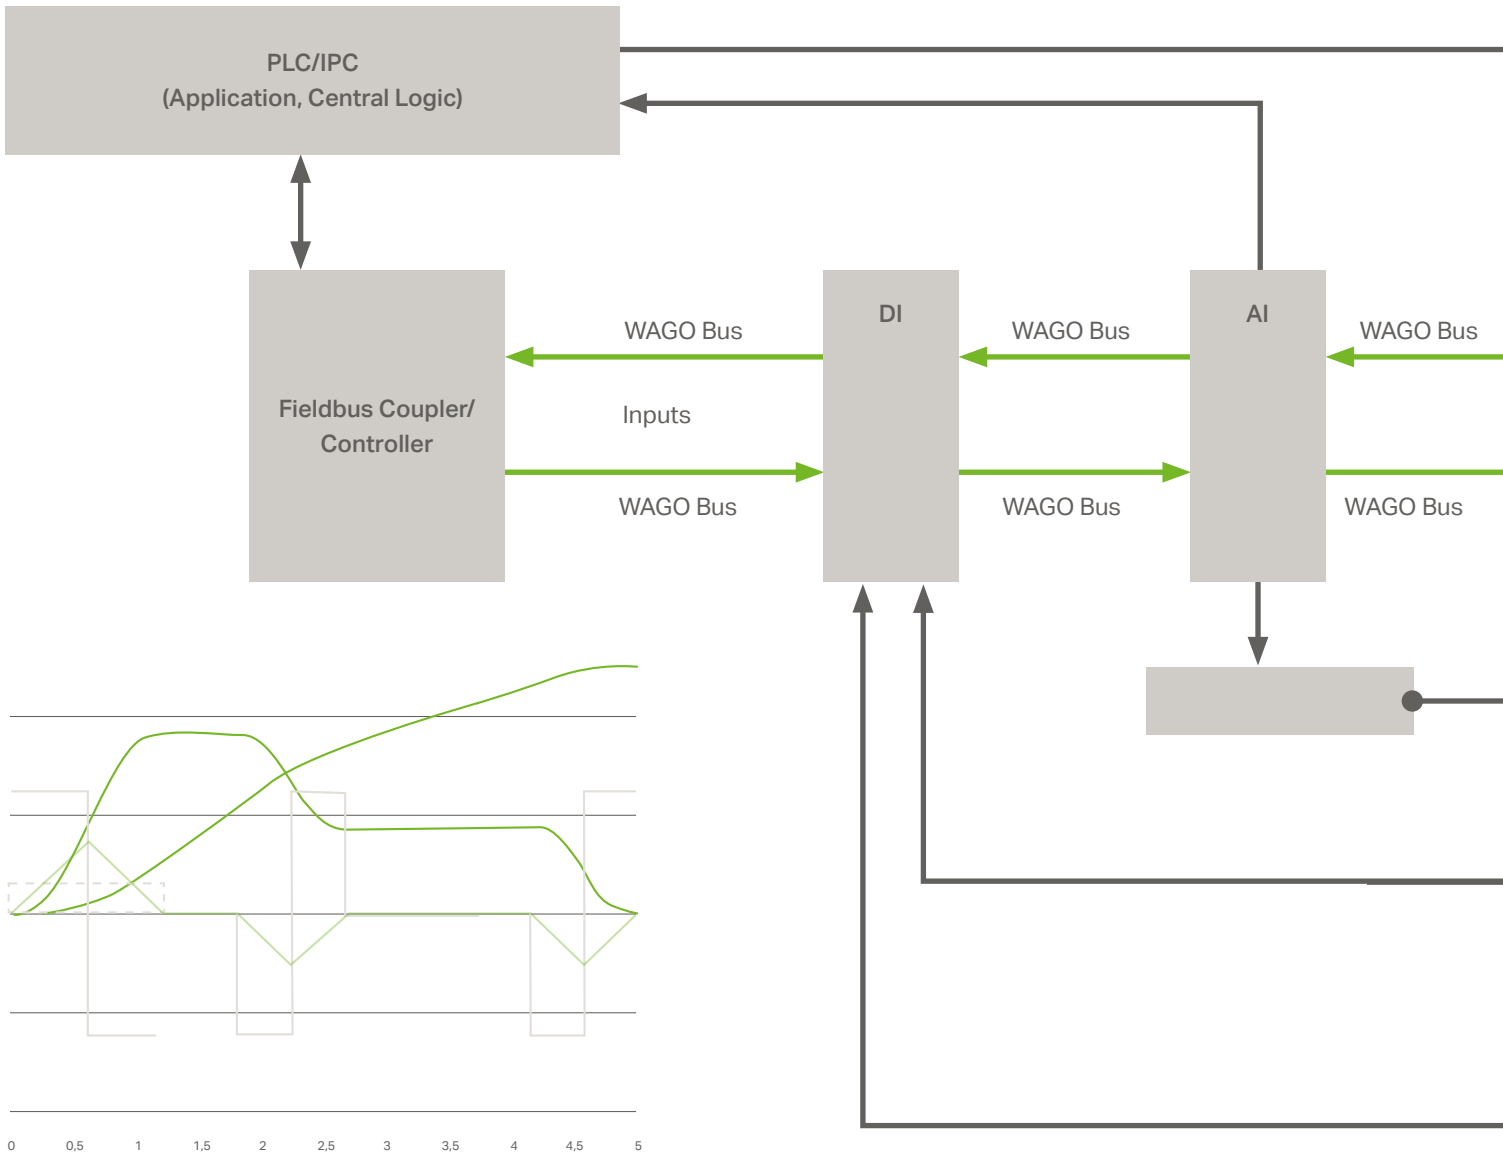 PLC/IPC
(Application, Central Logic)
DI
AI
WAGO Bus
WAGO Bus
WAGO Bus
Fieldbus Coupler/
Controller
Inputs
WAGO Bus
WAGO Bus
WAGO Bus
0 0,5 1 1,5 2 2,5 3 3,5 4 4,5 5